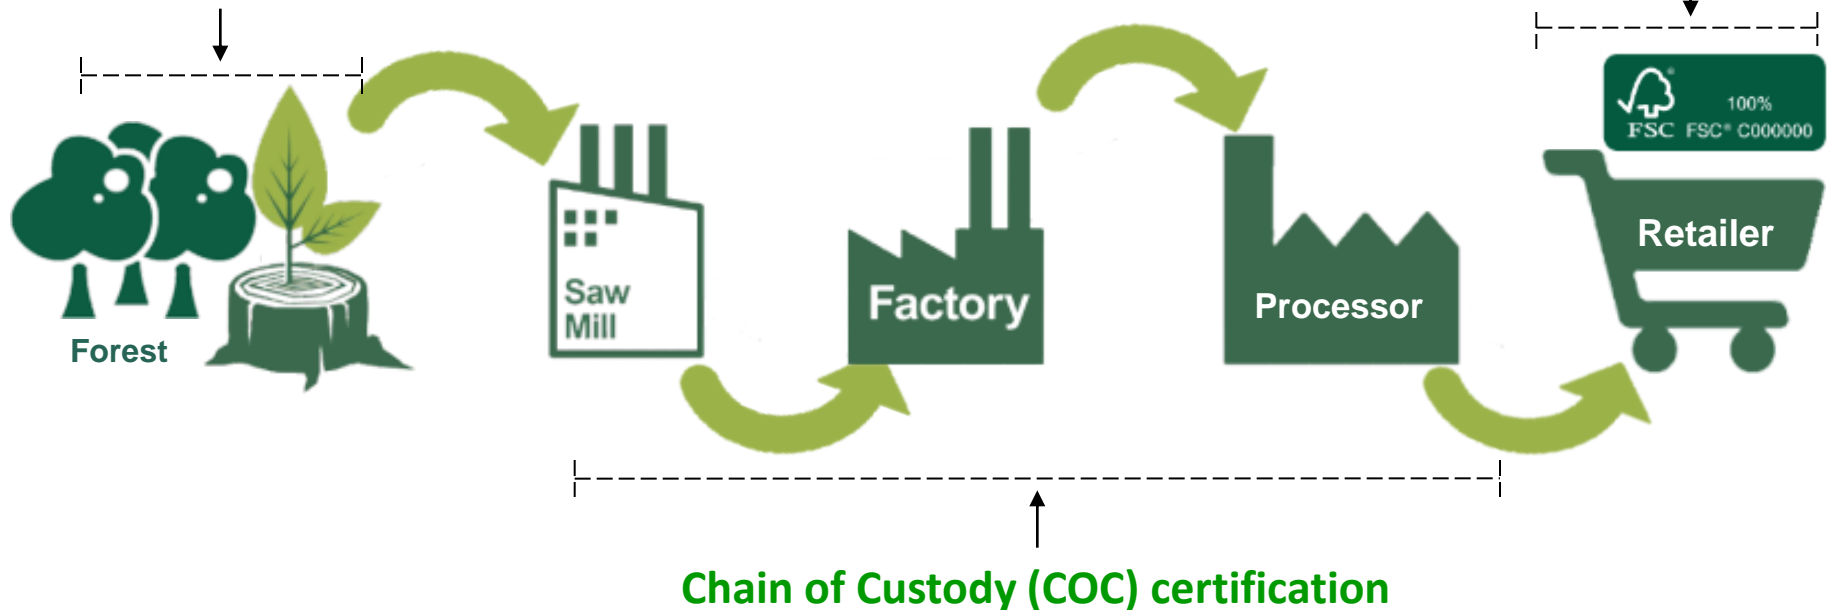 100%
FSC FSC® C000000
Retailer
Saw
Mill
Factory
Processor
Forest
Chain of Custody (COC) certification